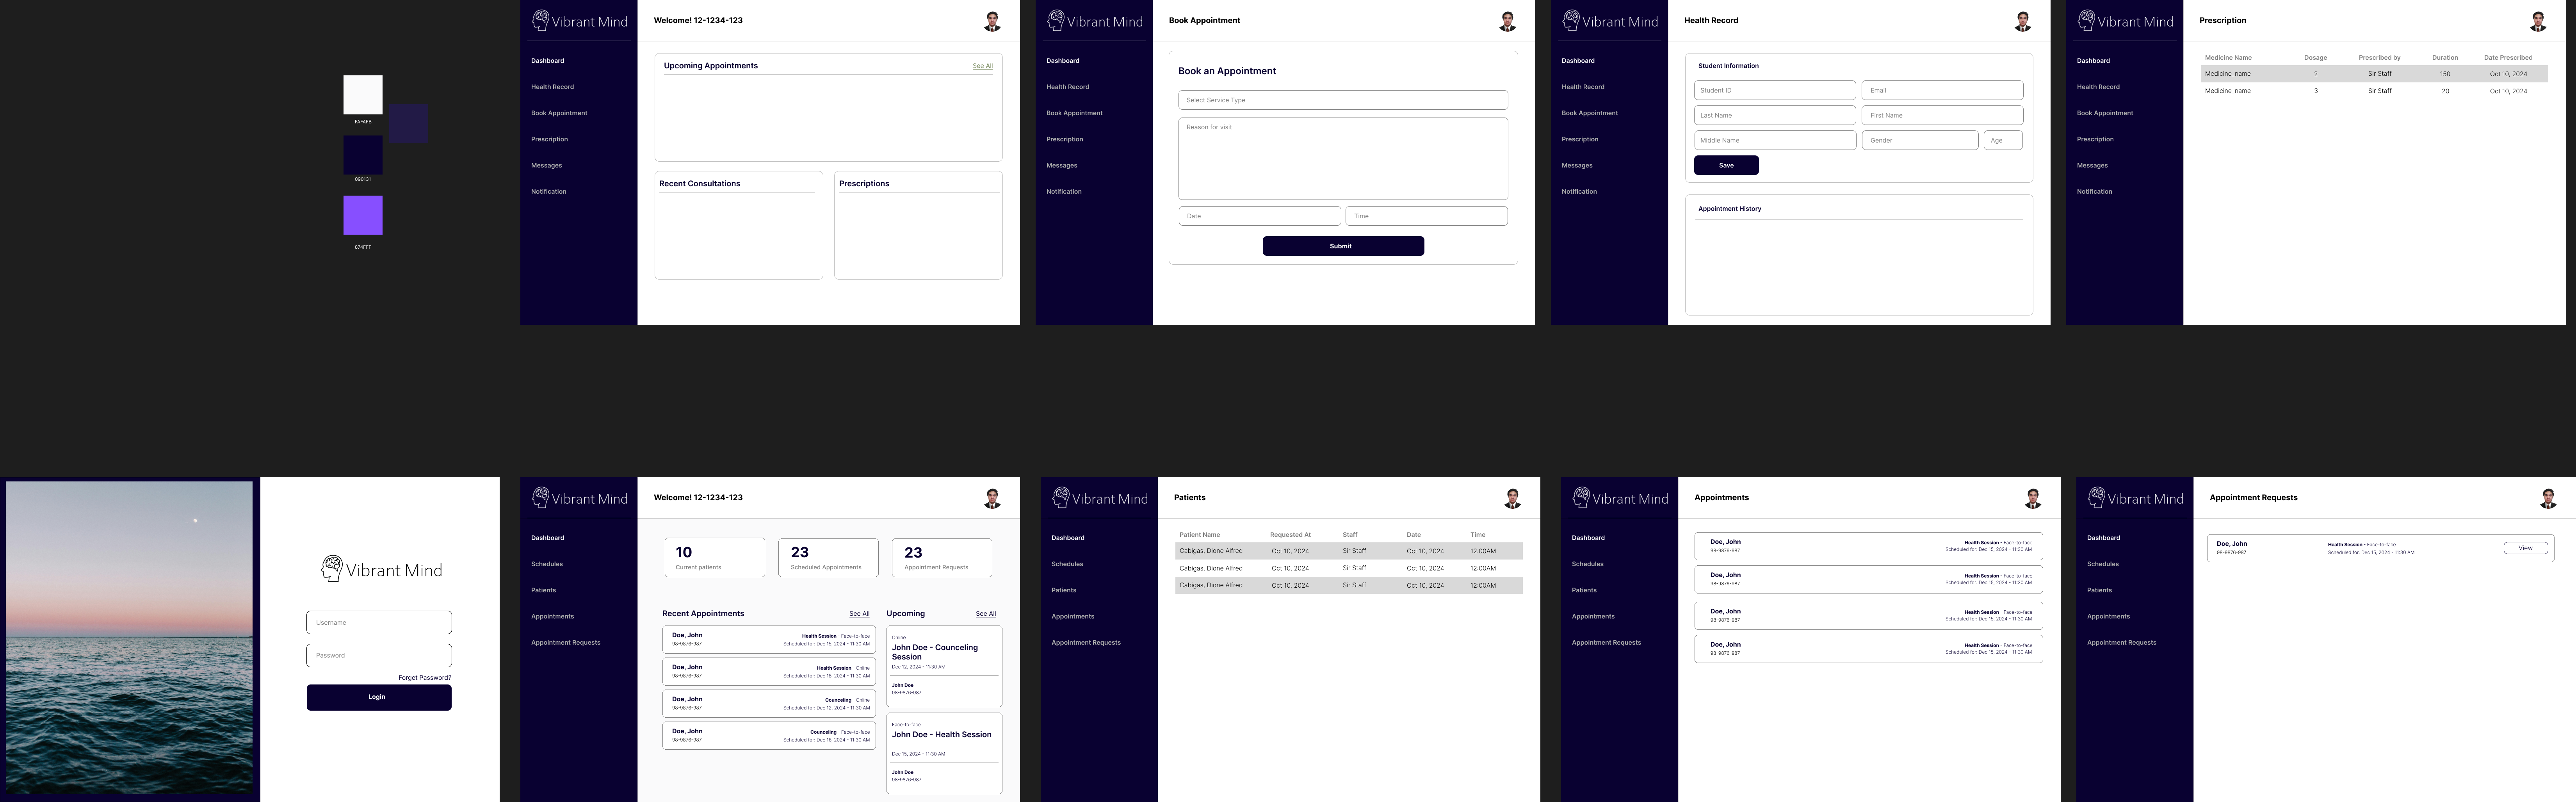 FAFAFB
090131
874FFF
Vibrant Mind
Dashboard
Health Record
Book Appointment
Prescription
Messages
Notification
Welcome! 12-1234-123
Upcoming Appointments
See All
Recent Consultations
Prescriptions
Vibrant Mind
Dashboard
Health Record
Book Appointment
Prescription
Messages
Notification
Book Appointment
Book an Appointment
Select Service Type
Reason for visit
Date
Time
Submit
Vibrant Mind
Dashboard
Health Record
Book Appointment
Prescription
Messages
Notification
Health Record
Student Information
Student ID
Email
Last Name
First Name
Middle Name
Gender
Age
Save
Appointment History
Vibrant Mind
Dashboard
Health Record
Book Appointment
Prescription
Messages
Notification
Prescription
Medicine Name Dosage Prescribed by Duration Date Prescribed
Medicine_name 2 Sir Staff 150 Oct 10, 2024
Medicine_name 3 Sir Staff 20 Oct 10, 2024
Vibrant Mind
Username
Password
Forget Password?
Login
Vibrant Mind
Dashboard
Schedules
Patients
Appointments
Appointment Requests
Welcome! 12-1234-123
10
Current patients
23
Scheduled Appointments
23
Appointment Requests
Recent Appointments
See All
Doe, John
98-9876-987
Health Session - Face-to-face
Scheduled for: Dec 15, 2024 - 11:30 AM
Doe, John
98-9876-987
Health Session - Online
Scheduled for: Dec 18, 2024 - 11:30 AM
Doe, John
98-9876-987
Counceling - Online
Scheduled for: Dec 12, 2024 - 11:30 AM
Doe, John
98-9876-987
Counceling - Face-to-face
Scheduled for: Dec 16, 2024 - 11:30 AM
Upcoming
See All
Online
John Doe - Counceling
Session
Dec 12, 2024 - 11:30 AM
John Doe
98-9876-987
Face-to-face
John Doe - Health Session
Dec 15, 2024 - 11:30 AM
John Doe
98-9876-987
Vibrant Mind
Dashboard
Schedules
Patients
Appointments
Appointment Requests
Patients
Patient Name Requested At Staff Date Time
Cabigas, Dione Alfred Oct 10, 2024 Sir Staff Oct 10, 2024 12:00AM
Cabigas, Dione Alfred Oct 10, 2024 Sir Staff Oct 10, 2024 12:00AM
Cabigas, Dione Alfred Oct 10, 2024 Sir Staff Oct 10, 2024 12:00AM
Vibrant Mind
Dashboard
Schedules
Patients
Appointments
Appointment Requests
Appointments
Doe, John
98-9876-987
Health Session - Face-to-face
Scheduled for: Dec 15, 2024 - 11:30 AM
Doe, John
98-9876-987
Health Session - Face-to-face
Scheduled for: Dec 15, 2024 - 11:30 AM
Doe, John
98-9876-987
Health Session - Face-to-face
Scheduled for: Dec 15, 2024 - 11:30 AM
Doe, John
98-9876-987
Health Session - Face-to-face
Scheduled for: Dec 15, 2024 - 11:30 AM
Vibrant Mind
Dashboard
Schedules
Patients
Appointments
Appointment Requests
Appointment Requests
Doe, John
98-9876-987
Health Session - Face-to-face
Scheduled for: Dec 15, 2024 - 11:30 AM
View